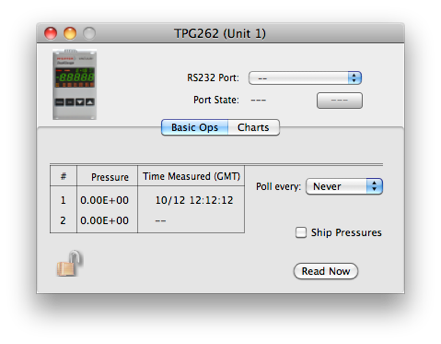 TPG262 (Unit 1)
RS232 Port: --
Port State: --- ---
Basic Ops Charts
# Pressure Time Measured (GMT)
1 0.00E+00 10/12 12:12:12
2 0.00E+00 --
Poll every: Never
Ship Pressures
Read Now